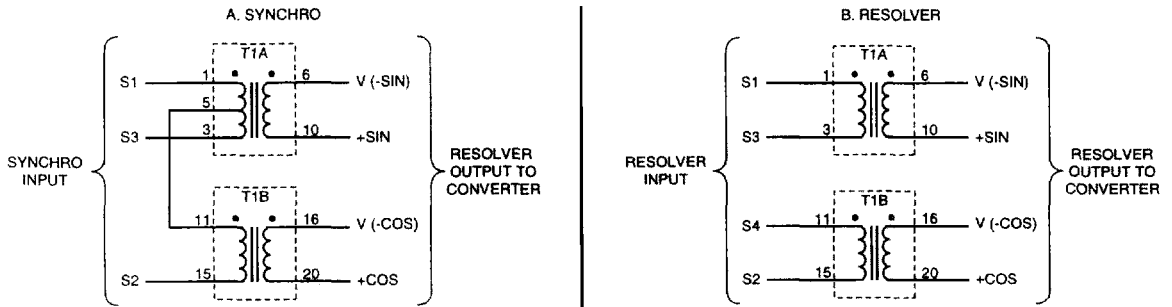 A. SYNCHRO
T1A
S1 1 6 V (-SIN)
5
S3 3 10 +SIN
SYNCHRO
INPUT
RESOLVER
OUTPUT TO
CONVERTER
T1B
11 16 V (-COS)
S2 15 20 +COS
B. RESOLVER
T1A
S1 1 6 V (-SIN)
S3 3 10 +SIN
RESOLVER
INPUT
RESOLVER
OUTPUT TO
CONVERTER
T1B
S4 11 16 V (-COS)
S2 15 20 +COS